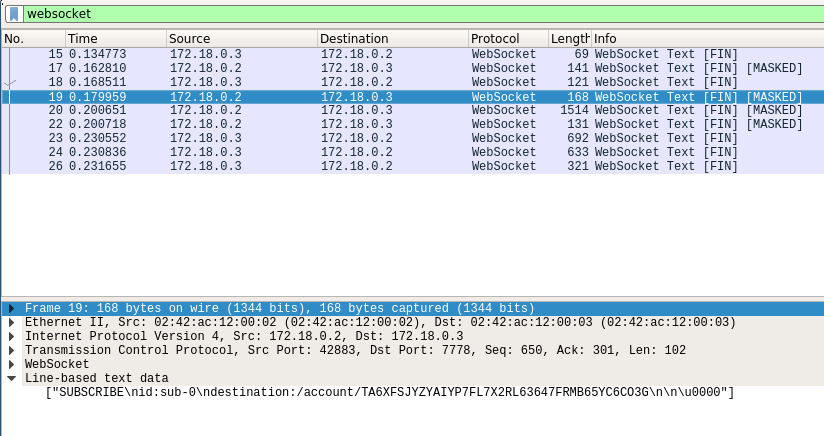 websocket
No. Time Source Destination Protocol Length Info
15 0.134773 172.18.0.3 172.18.0.2 WebSocket 69 WebSocket Text [FIN]
17 0.162810 172.18.0.2 172.18.0.3 WebSocket 141 WebSocket Text [FIN] [MASKED]
18 0.168511 172.18.0.3 172.18.0.2 WebSocket 121 WebSocket Text [FIN]
19 0.179959 172.18.0.2 172.18.0.3 WebSocket 168 WebSocket Text [FIN] [MASKED]
20 0.200651 172.18.0.2 172.18.0.3 WebSocket 1514 WebSocket Text [FIN] [MASKED]
22 0.200718 172.18.0.2 172.18.0.3 WebSocket 131 WebSocket Text [FIN] [MASKED]
23 0.230552 172.18.0.3 172.18.0.2 WebSocket 692 WebSocket Text [FIN]
24 0.230836 172.18.0.3 172.18.0.2 WebSocket 633 WebSocket Text [FIN]
26 0.231655 172.18.0.3 172.18.0.2 WebSocket 321 WebSocket Text [FIN]
Frame 19: 168 bytes on wire (1344 bits), 168 bytes captured (1344 bits)
Ethernet II, Src: 02:42:ac:12:00:02 (02:42:ac:12:00:02), Dst: 02:42:ac:12:00:03 (02:42:ac:12:00:03)
Internet Protocol Version 4, Src: 172.18.0.2, Dst: 172.18.0.3
Transmission Control Protocol, Src Port: 42883, Dst Port: 7778, Seq: 650, Ack: 301, Len: 102
WebSocket
Line-based text data
["SUBSCRIBE\nid:sub-0\ndestination:/account/TA6XFSJYZYAIYP7FL7X2RL63647FRMB65YC6CO3G\n\n\u0000"]